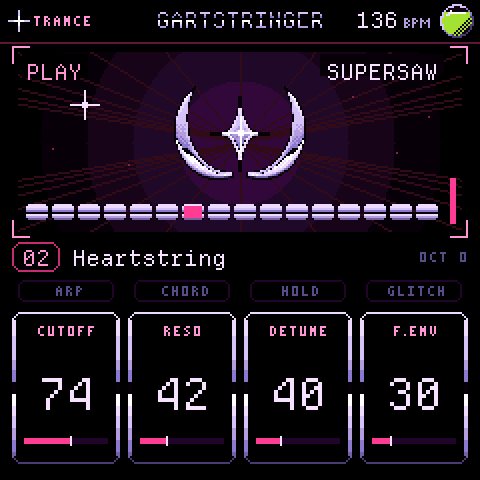 TRANCE GARTSTRINGER 136 BPM
PLAY SUPERSAW
02 Heartstring OCT 0
ARP CHORD HOLD GLITCH
CUTOFF RESO DETUNE F.ENV
74 42 40 30